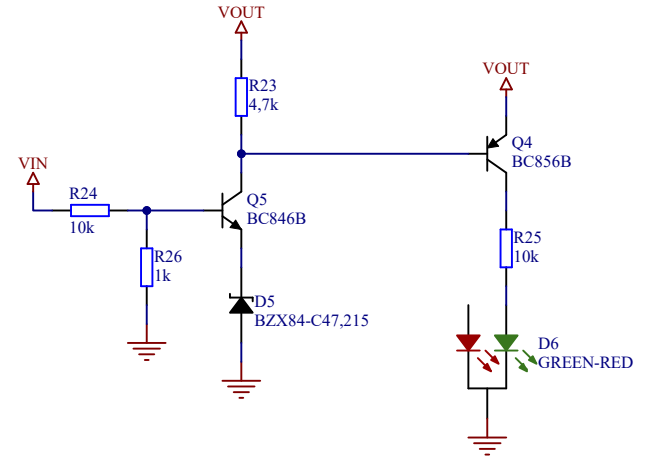 VOUT
R23
4,7k
VOUT
Q4
BC856B
VIN
R24
10k
Q5
BC846B
R26
1k
R25
10k
D5
BZX84-C47,215
D6
GREEN-RED